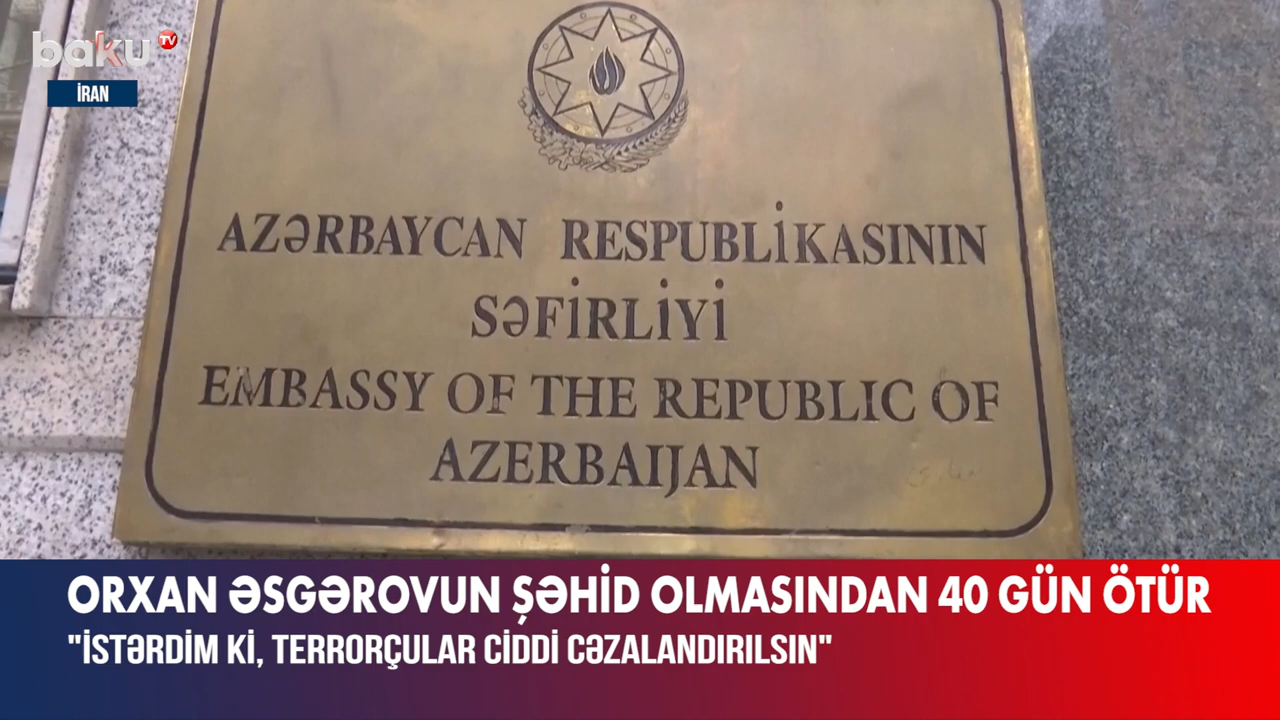 baku TV
İRAN
AZƏRBAYCAN RESPUBLİKASININ
SƏFİRLİYİ
EMBASSY OF THE REPUBLIC OF
AZERBAIJAN
ORXAN ƏSGƏROVUN ŞƏHİD OLMASINDAN 40 GÜN ÖTÜR
"İSTƏRDİM Kİ, TERRORÇULAR CİDDİ CƏZALANDIRILSIN"